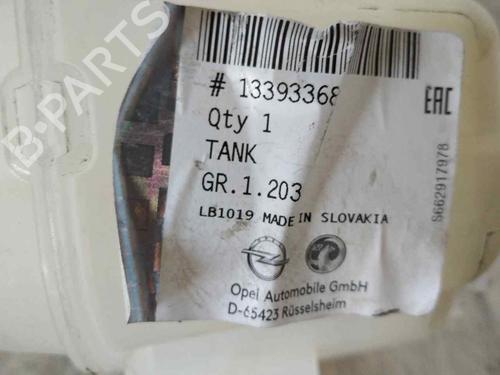 # 13393368
Qty 1
TANK
GR.1.203
LB1019 MADE IN SLOVAKIA
Opel Automobile GmbH
D-65423 Rüsselsheim
EAC
S662917978
B-PARTS